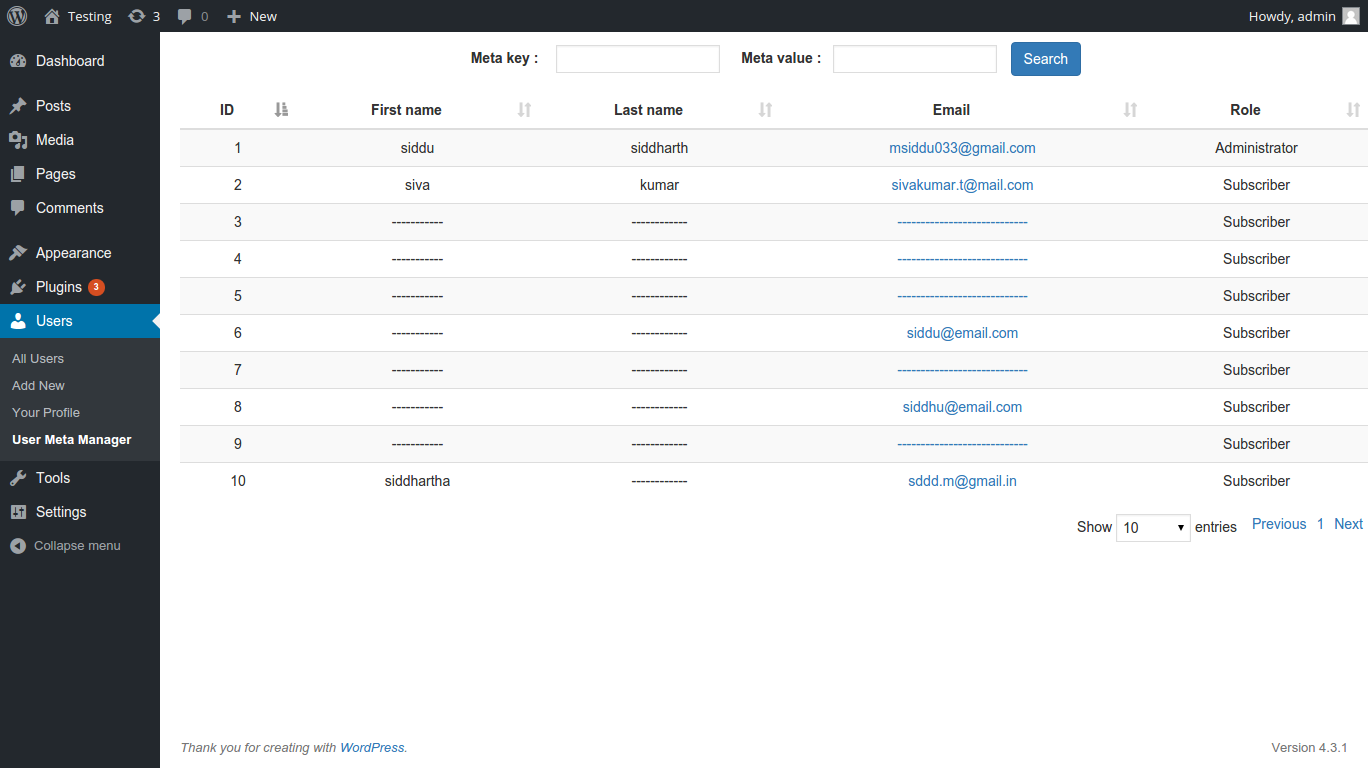 Testing 3 0 New Howdy, admin
Dashboard
Posts
Media
Pages
Comments
Appearance
Plugins 3
Users
All Users
Add New
Your Profile
User Meta Manager
Tools
Settings
Collapse menu
Meta key : Meta value : Search
ID First name Last name Email Role
1 siddu siddharth msiddu033@gmail.com Administrator
2 siva kumar sivakumar.t@mail.com Subscriber
3 ----------- ------------ ---------------------------- Subscriber
4 ----------- ------------ ---------------------------- Subscriber
5 ----------- ------------ ---------------------------- Subscriber
6 ----------- ------------ siddu@email.com Subscriber
7 ----------- ------------ ---------------------------- Subscriber
8 ----------- ------------ siddhu@email.com Subscriber
9 ----------- ------------ ---------------------------- Subscriber
10 siddhartha ------------ sddd.m@gmail.in Subscriber
Show 10 entries Previous 1 Next
Thank you for creating with WordPress. Version 4.3.1